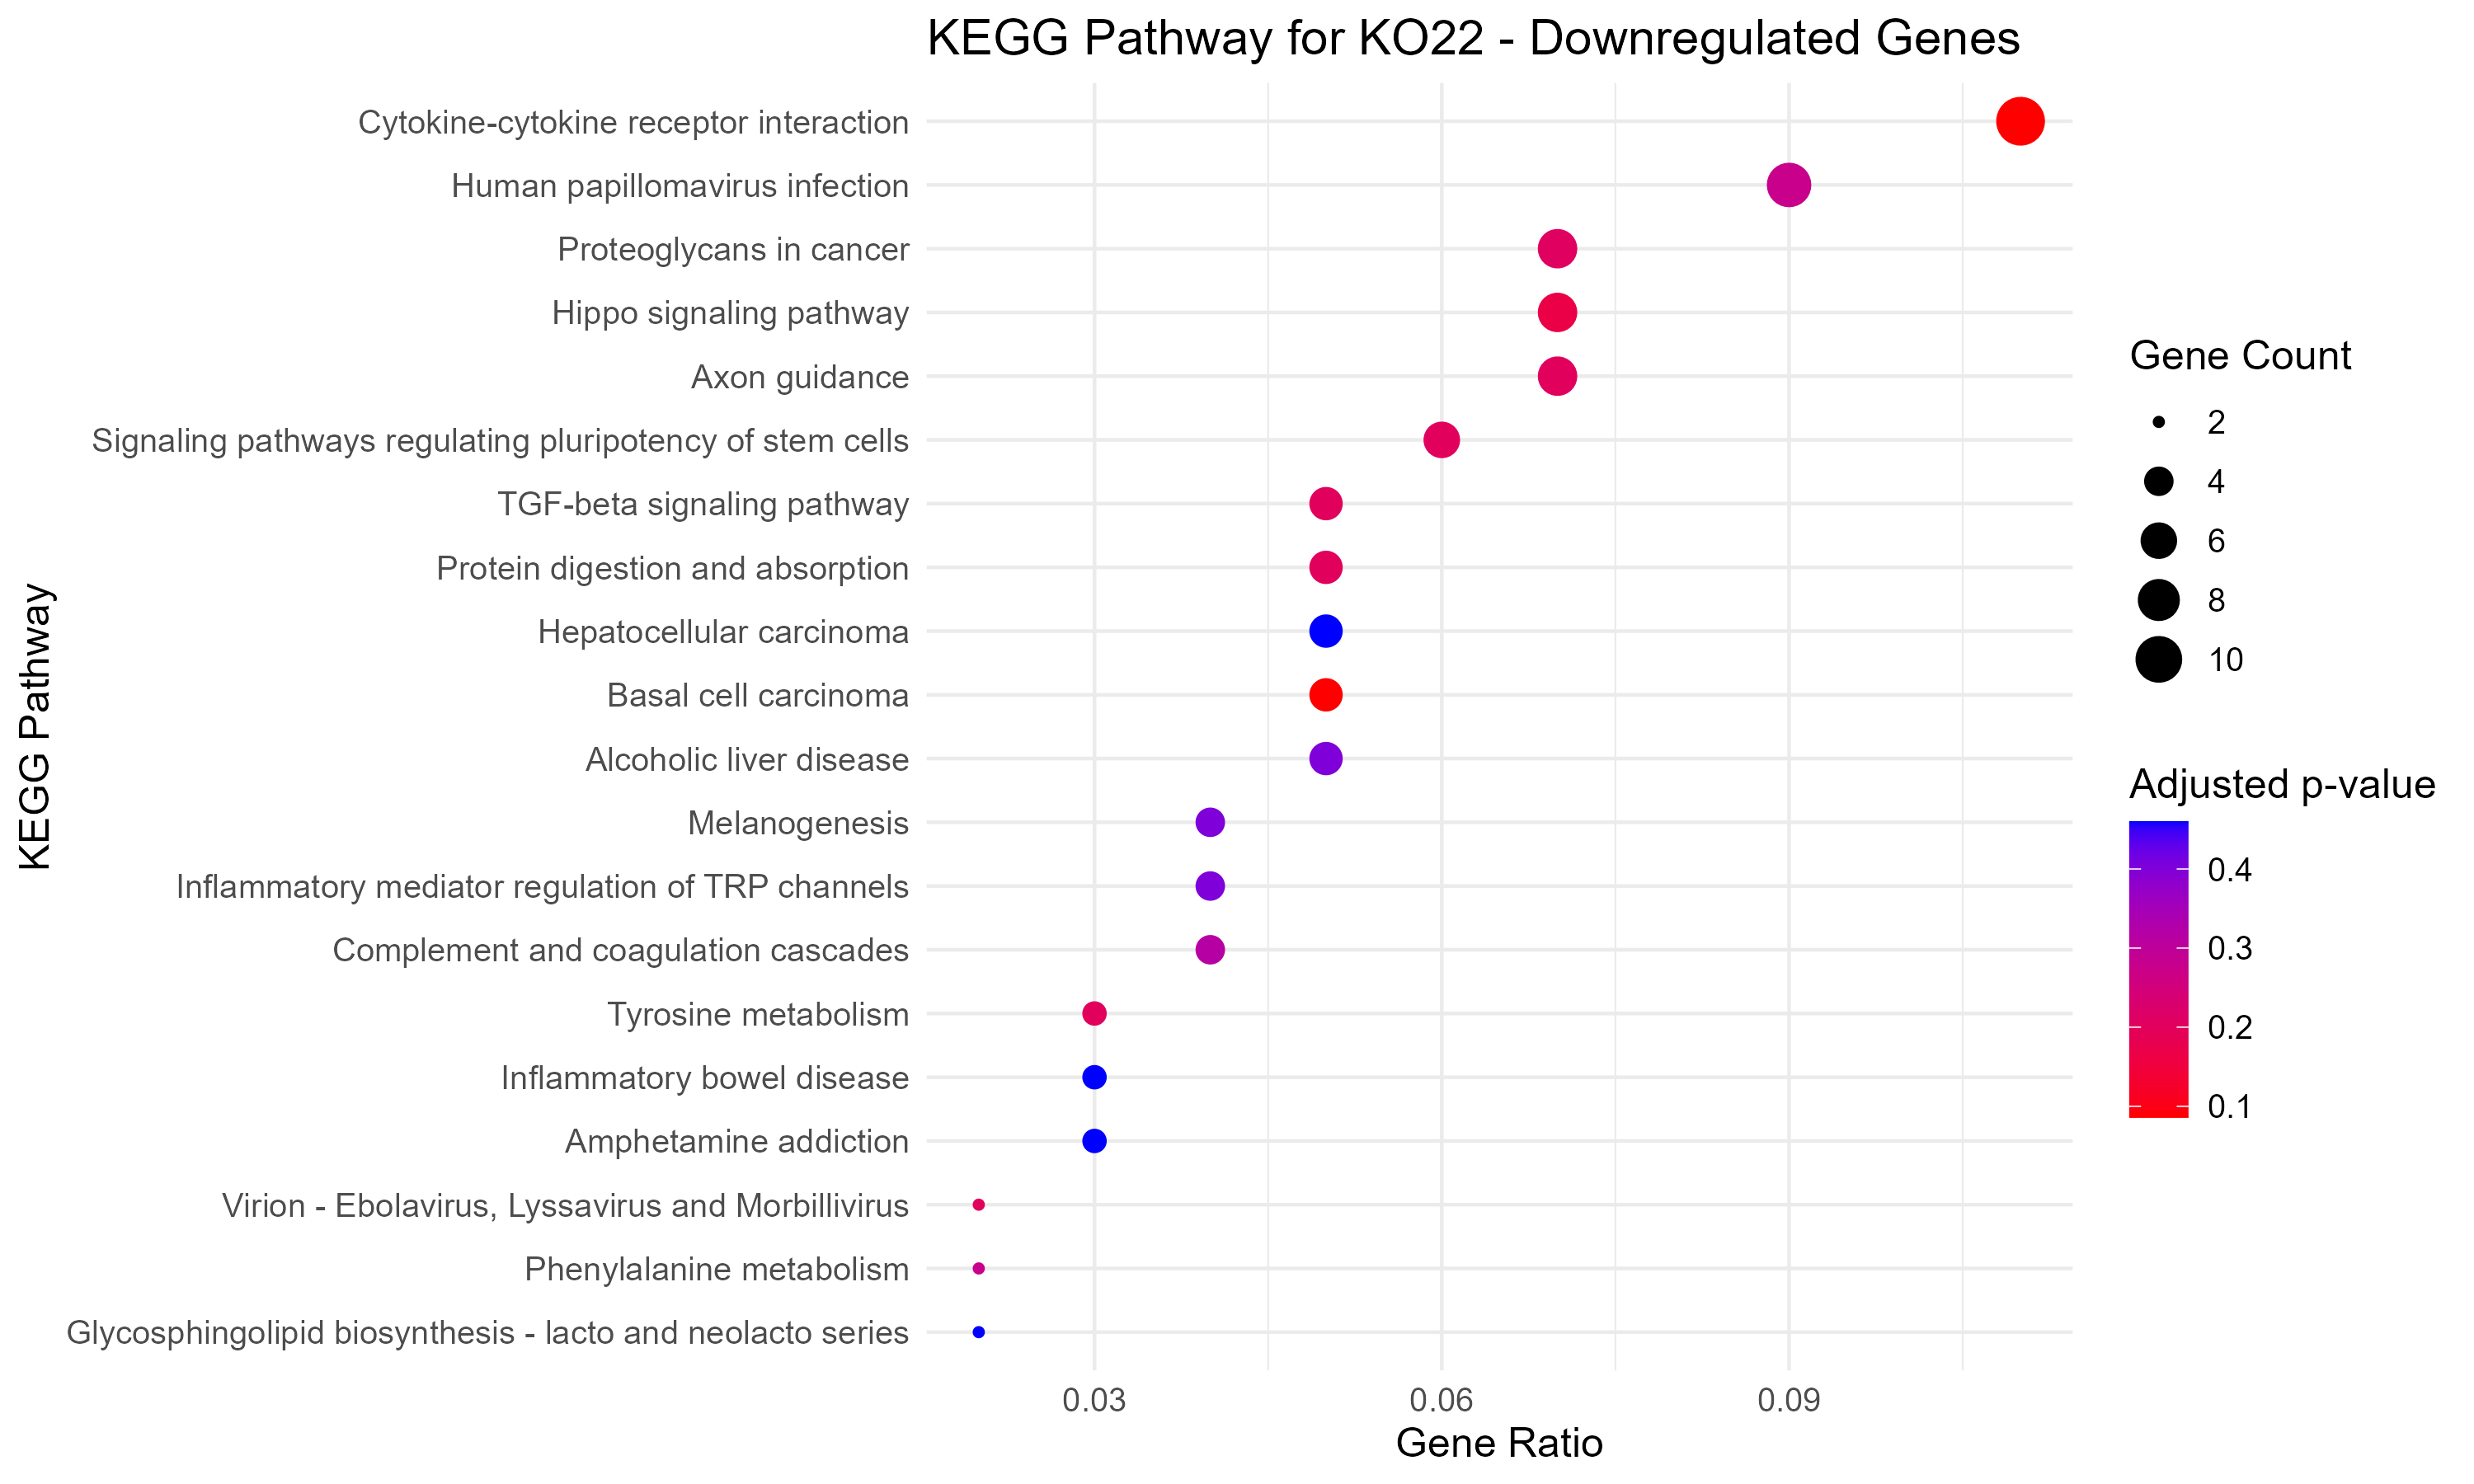 KEGG Pathway for KO22 - Downregulated Genes
KEGG Pathway
Cytokine-cytokine receptor interaction
Human papillomavirus infection
Proteoglycans in cancer
Hippo signaling pathway
Axon guidance
Signaling pathways regulating pluripotency of stem cells
TGF-beta signaling pathway
Protein digestion and absorption
Hepatocellular carcinoma
Basal cell carcinoma
Alcoholic liver disease
Melanogenesis
Inflammatory mediator regulation of TRP channels
Complement and coagulation cascades
Tyrosine metabolism
Inflammatory bowel disease
Amphetamine addiction
Virion - Ebolavirus, Lyssavirus and Morbillivirus
Phenylalanine metabolism
Glycosphingolipid biosynthesis - lacto and neolacto series
0.03 0.06 0.09
Gene Ratio
Gene Count
2
4
6
8
10
Adjusted p-value
0.4
0.3
0.2
0.1